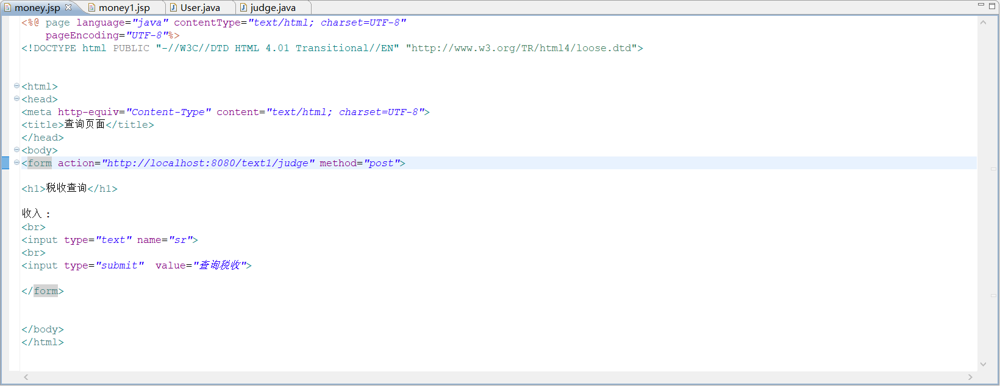 money.jsp money1.jsp User.java judge.java
<%@ page language="java" contentType="text/html; charset=UTF-8"
pageEncoding="UTF-8"%>
<!DOCTYPE html PUBLIC "-//W3C//DTD HTML 4.01 Transitional//EN" "http://www.w3.org/TR/html4/loose.dtd">
<html>
<head>
<meta http-equiv="Content-Type" content="text/html; charset=UTF-8">
<title>查询页面</title>
</head>
<body>
<form action="http://localhost:8080/text1/judge" method="post">
<h1>税收查询</h1>
收入：
<br>
<input type="text" name="sr">
<br>
<input type="submit"  value="查询税收">
</form>
</body>
</html>